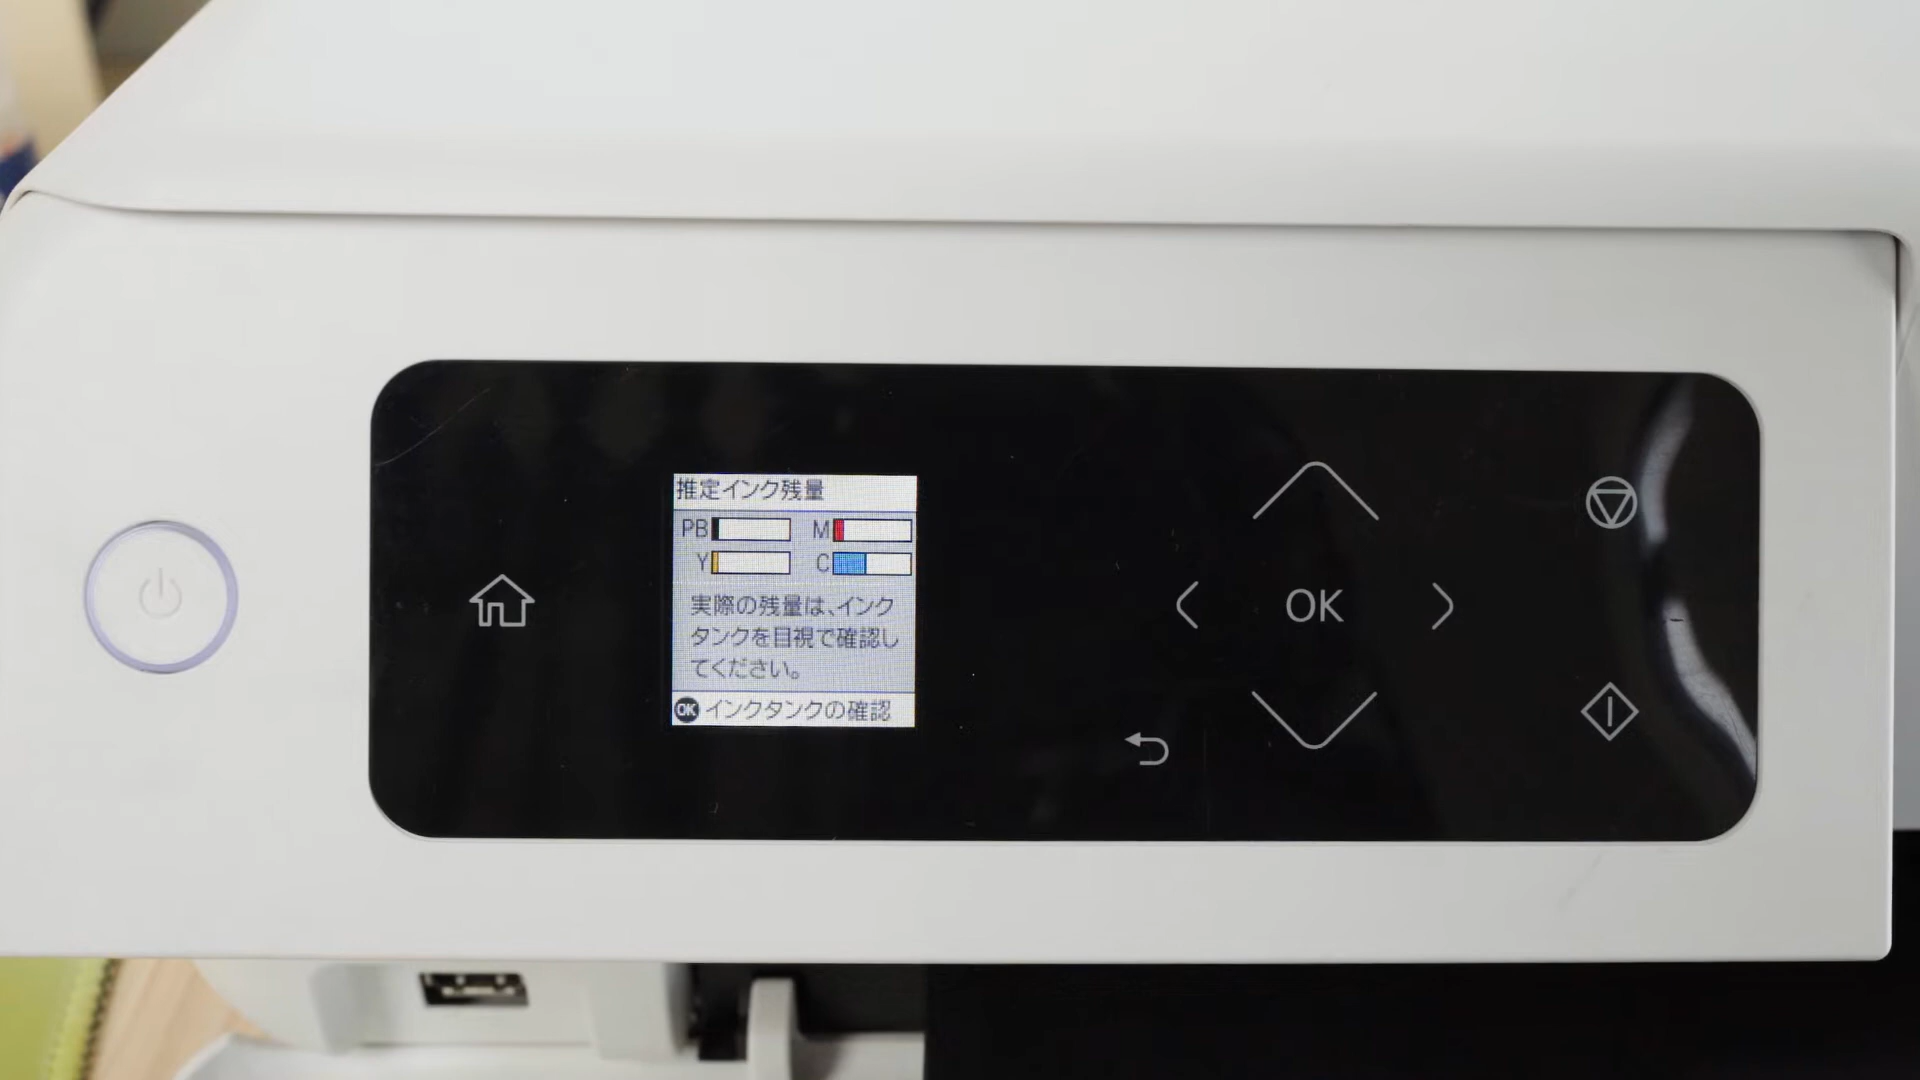 推定インク残量
PB M
Y C
実際の残量は、インク
タンクを目視で確認し
てください。
OK インクタンクの確認
OK